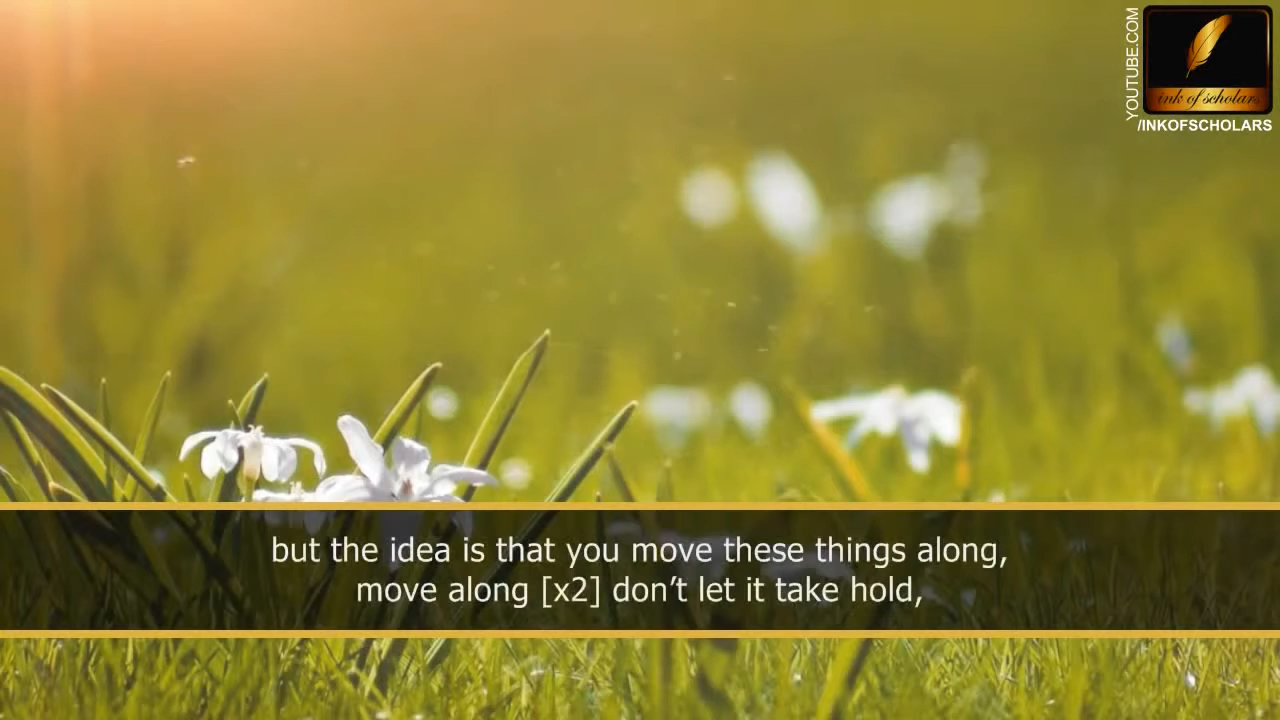 YOUTUBE.COM
ink of scholars
/INKOFSCHOLARS
but the idea is that you move these things along,
move along [x2] don’t let it take hold,